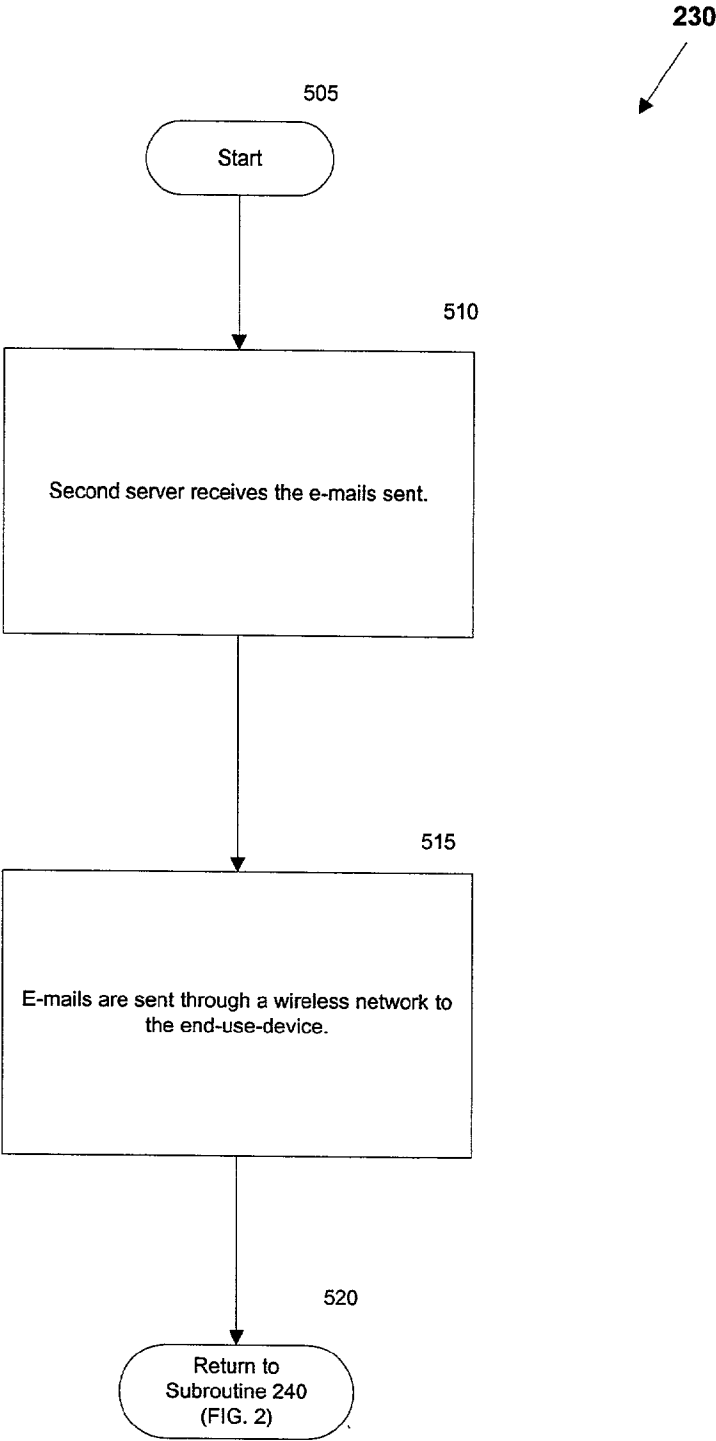 230
505
Start
510
Second server receives the e-mails sent.
515
E-mails are sent through a wireless network to
the end-use-device.
520
Return to
Subroutine 240
(FIG. 2)